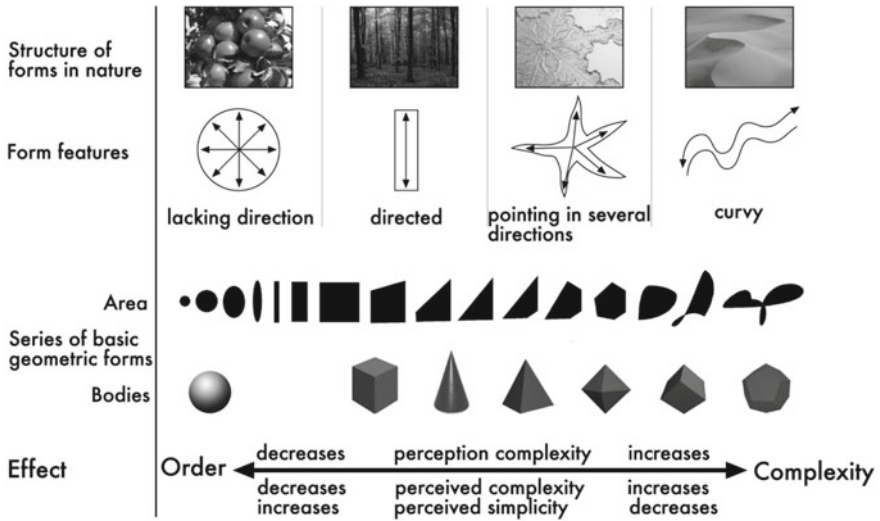 Structure of
forms in nature
Form features
lacking direction
directed
pointing in several
directions
curvy
Area
Series of basic
geometric forms
Bodies
Effect
Order
decreases
perception complexity
increases
Complexity
decreases
perceived complexity
increases
increases
perceived simplicity
decreases